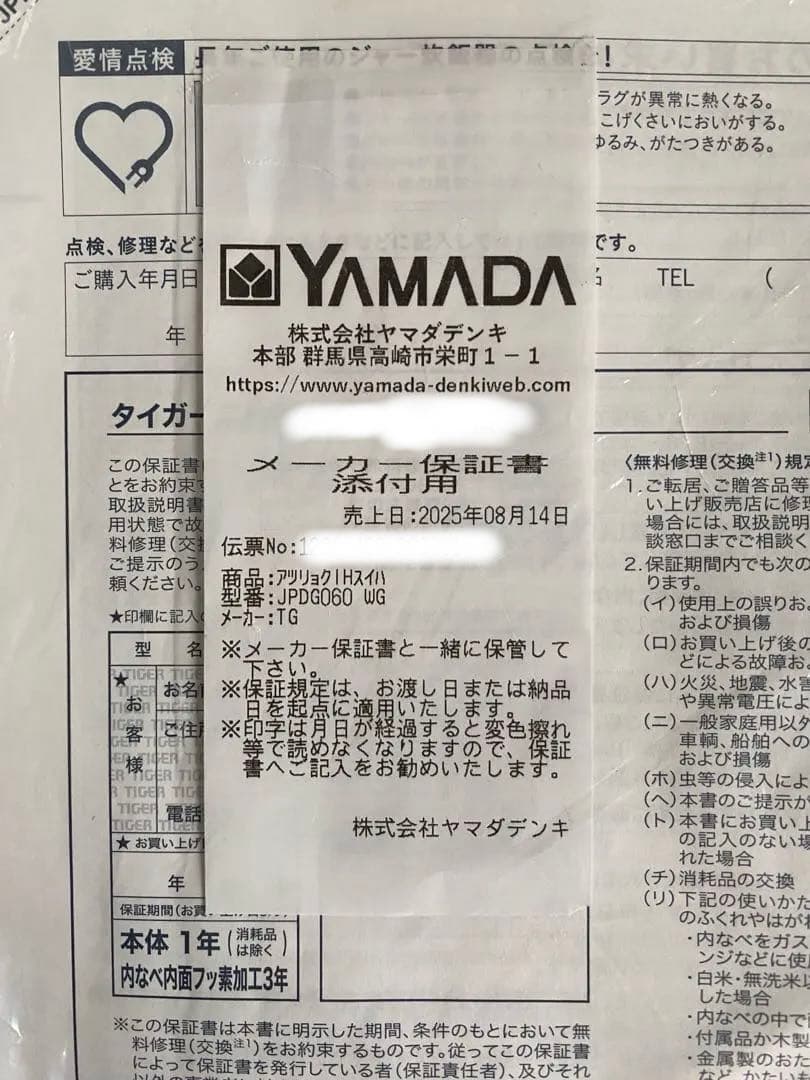 愛情点検
ラグが異常に熱くなる。
こげくさいにおいがする。
ゆるみ、がたつきがある。
点検、修理など
です。
ご購入年月日
TEL (
年
YAMADA
株式会社ヤマダデンキ
本部 群馬県高崎市栄町1-1
https://www.yamada-denkiweb.com
メーカー保証書
添付用
売上日:2025年08月14日
伝票No:1
商品:アツリョクIHスイハ
型番:JPDG060 WG
メーカー:TG
※メーカー保証書と一緒に保管して
下さい。
※保証規定は、お渡し日または納品
日を起点に適用いたします。
※印字は月日が経過すると変色擦れ
等で読めなくなりますので、保証
書へご記入をお勧めいたします。
株式会社ヤマダデンキ
タイガー
この保証書
とをお約束す
取扱説明書
用状態で故
料修理(交
ご提示のう
頼ください。
★印欄に記入
型 名
★
お客様
お名
ご住
電話
TIGER TIGER
★お買い上げ
年
保証期間(お買
本体 1年(消耗品は除く)
内なべ内面フッ素加工3年
※この保証書は本書に明示した期間、条件のもとにおいて無
料修理(交換注1)をお約束するものです。従ってこの保証書
によって保証書を発行している者(保証責任者)、及びそれ
〈無料修理(交換注1)規定
1.ご転居、ご贈答品等
い上げ販売店に修
場合には、取扱説明
談窓口までご相談く
2.保証期間内でも次の
ります。
(イ)使用上の誤りお
および損傷
(ロ)お買い上げ後の
どによる故障お
(ハ)火災、地震、水害
や異常電圧によ
(ニ)一般家庭用以外
車輌、船舶への
および損傷
(ホ)虫等の侵入によ
(ヘ)本書のご提示が
(ト)本書にお買い上
の記入のない場
れた場合
(チ)消耗品の交換
(リ)下記の使いかた
のふくれやはが
・内なべをガス
ンジなどに使
・白米・無洗米以
した場合
・内なべの中で
・付属品か木製
・金属製のおた
など、かたいも